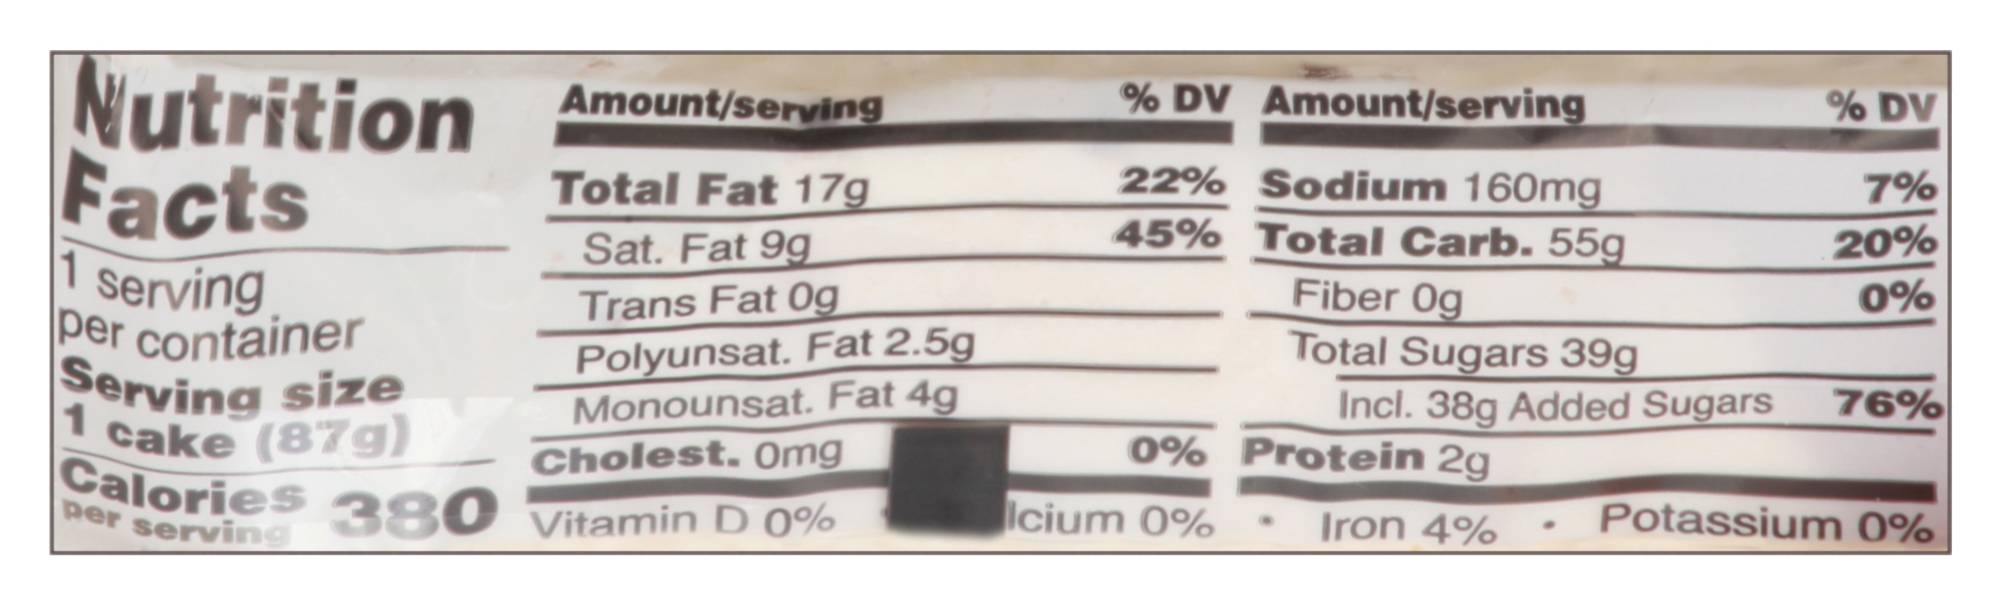 Nutrition
Facts
1 serving
per container
Serving size
1 cake (87g)
Calories 380
per serving
Amount/serving % DV
Total Fat 17g 22%
Sat. Fat 9g 45%
Trans Fat 0g
Polyunsat. Fat 2.5g
Monounsat. Fat 4g
Cholest. 0mg 0%
Amount/serving % DV
Sodium 160mg 7%
Total Carb. 55g 20%
Fiber 0g 0%
Total Sugars 39g
Incl. 38g Added Sugars 76%
Protein 2g
Vitamin D 0% • lcium 0% • Iron 4% • Potassium 0%